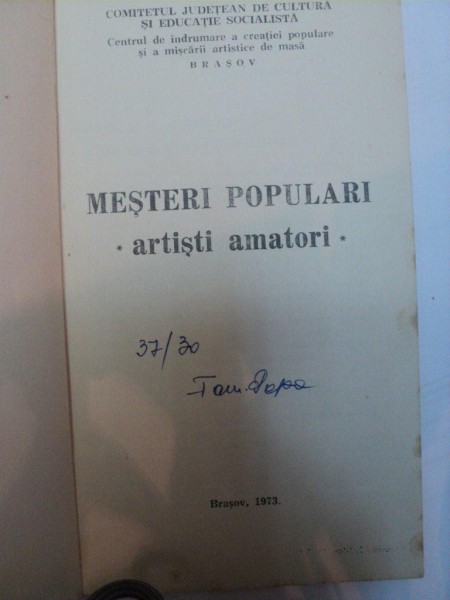 COMITETUL JUDEȚEAN DE CULTURĂ
ȘI EDUCAȚIE SOCIALISTĂ
Centrul de îndrumare a creației populare
și a mișcării artistice de masă
BRAȘOV
MEȘTERI POPULARI
* artiști amatori *
37/30
Popa
Brașov, 1973.